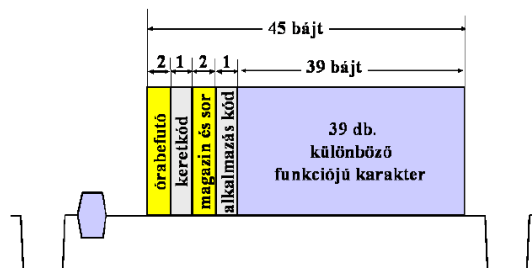 45 bájt
2 1 2 1 39 bájt
órabefutó
keretkód
magazin és sor
alkalmazás kód
39 db.
különböző
funkciójú karakter